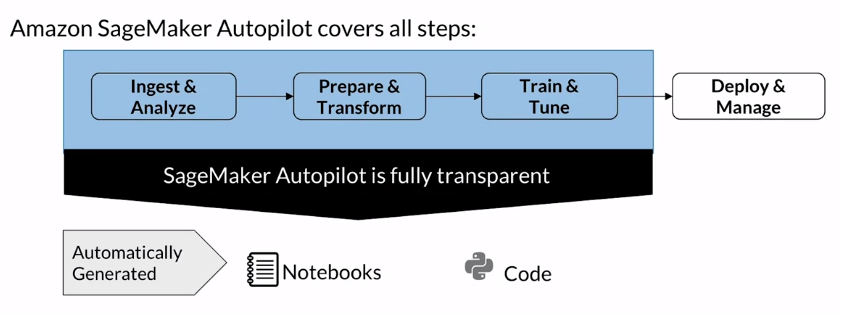 Amazon SageMaker Autopilot covers all steps:
Ingest &
Analyze
Prepare &
Transform
Train &
Tune
Deploy &
Manage
SageMaker Autopilot is fully transparent
Automatically
Generated
Notebooks
Code